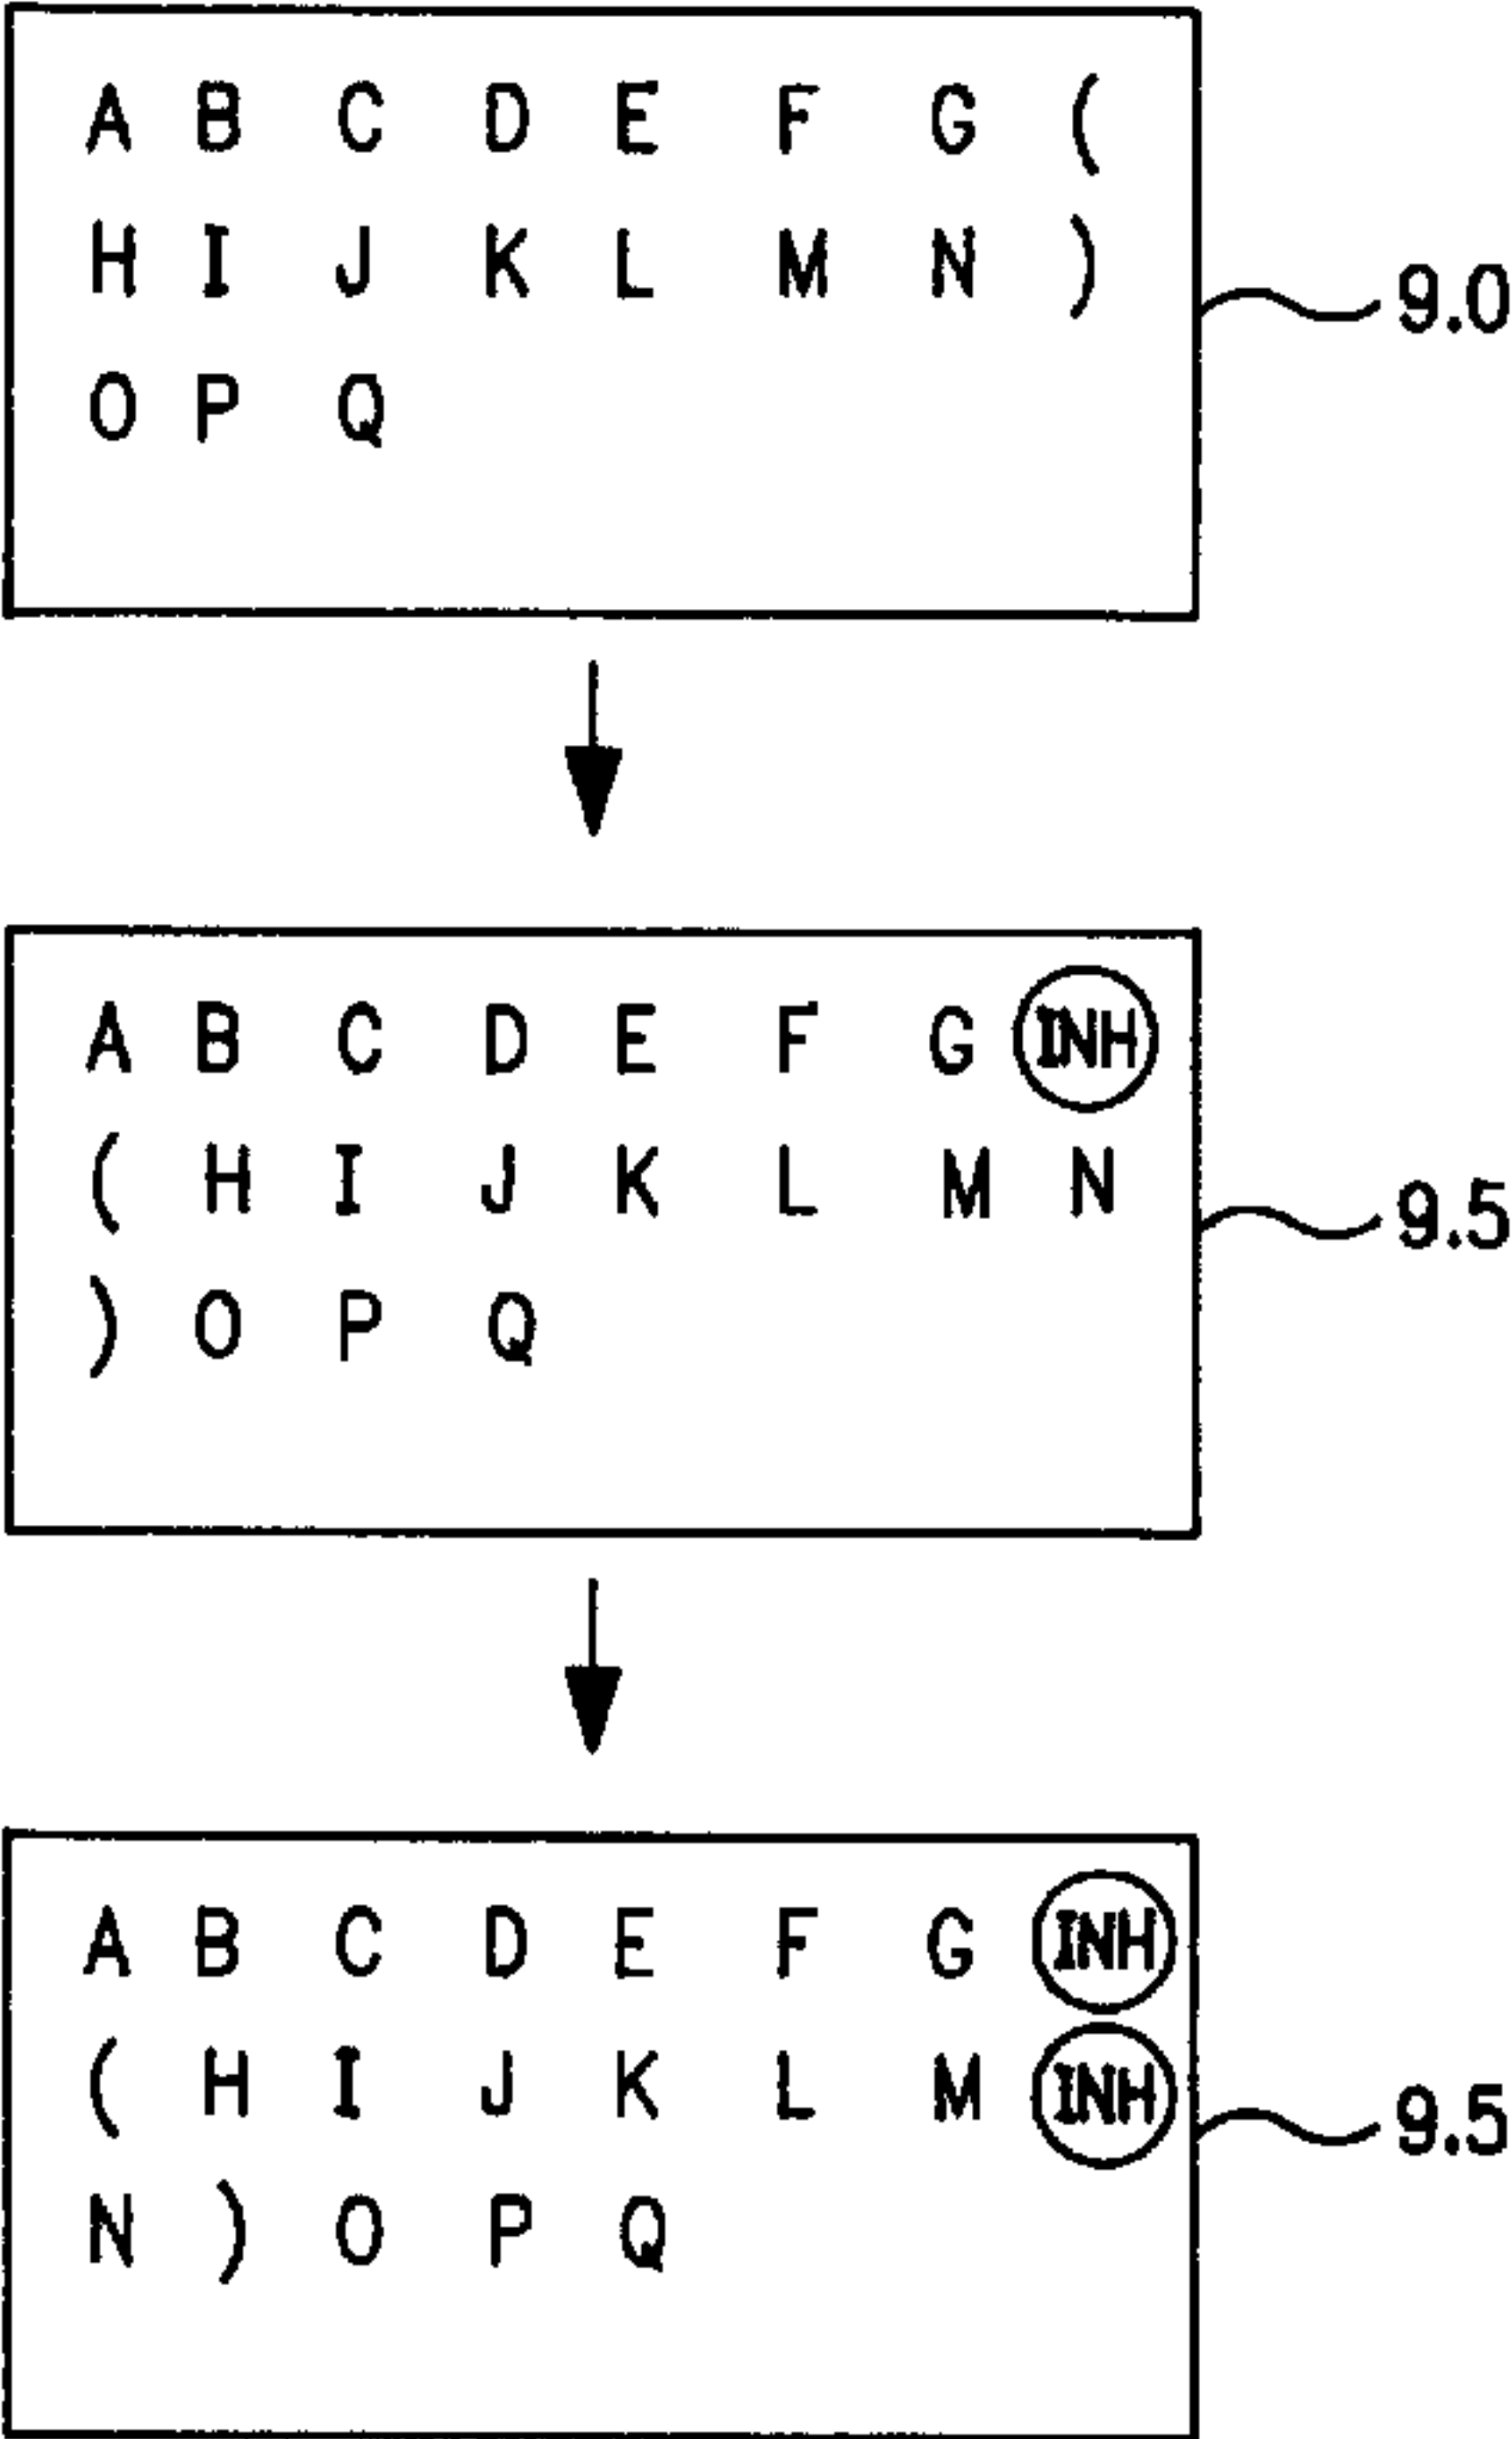 A B C D E F G (
H I J K L M N )
9.0
O P Q
A B C D E F G INH
( H I J K L M N
9.5
) O P Q
A B C D E F G INH
( H I J K L M INH
9.5
N ) O P Q